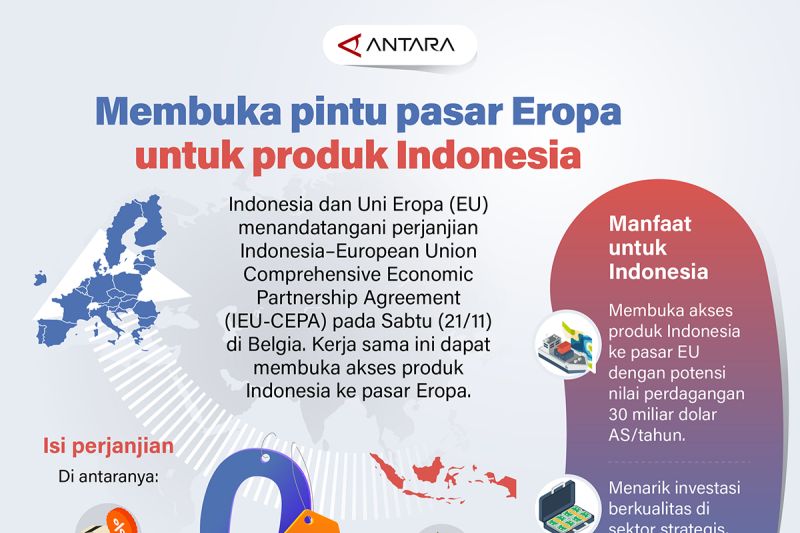 ANTARA
Membuka pintu pasar Eropa
untuk produk Indonesia
Indonesia dan Uni Eropa (EU)
menandatangani perjanjian
Indonesia–European Union
Comprehensive Economic
Partnership Agreement
(IEU-CEPA) pada Sabtu (21/11)
di Belgia. Kerja sama ini dapat
membuka akses produk
Indonesia ke pasar Eropa.
Isi perjanjian
Di antaranya:
%
Manfaat
untuk
Indonesia
Membuka akses
produk Indonesia
ke pasar EU
dengan potensi
nilai perdagangan
30 miliar dolar
AS/tahun.
Menarik investasi
berkualitas di
sektor strategis,